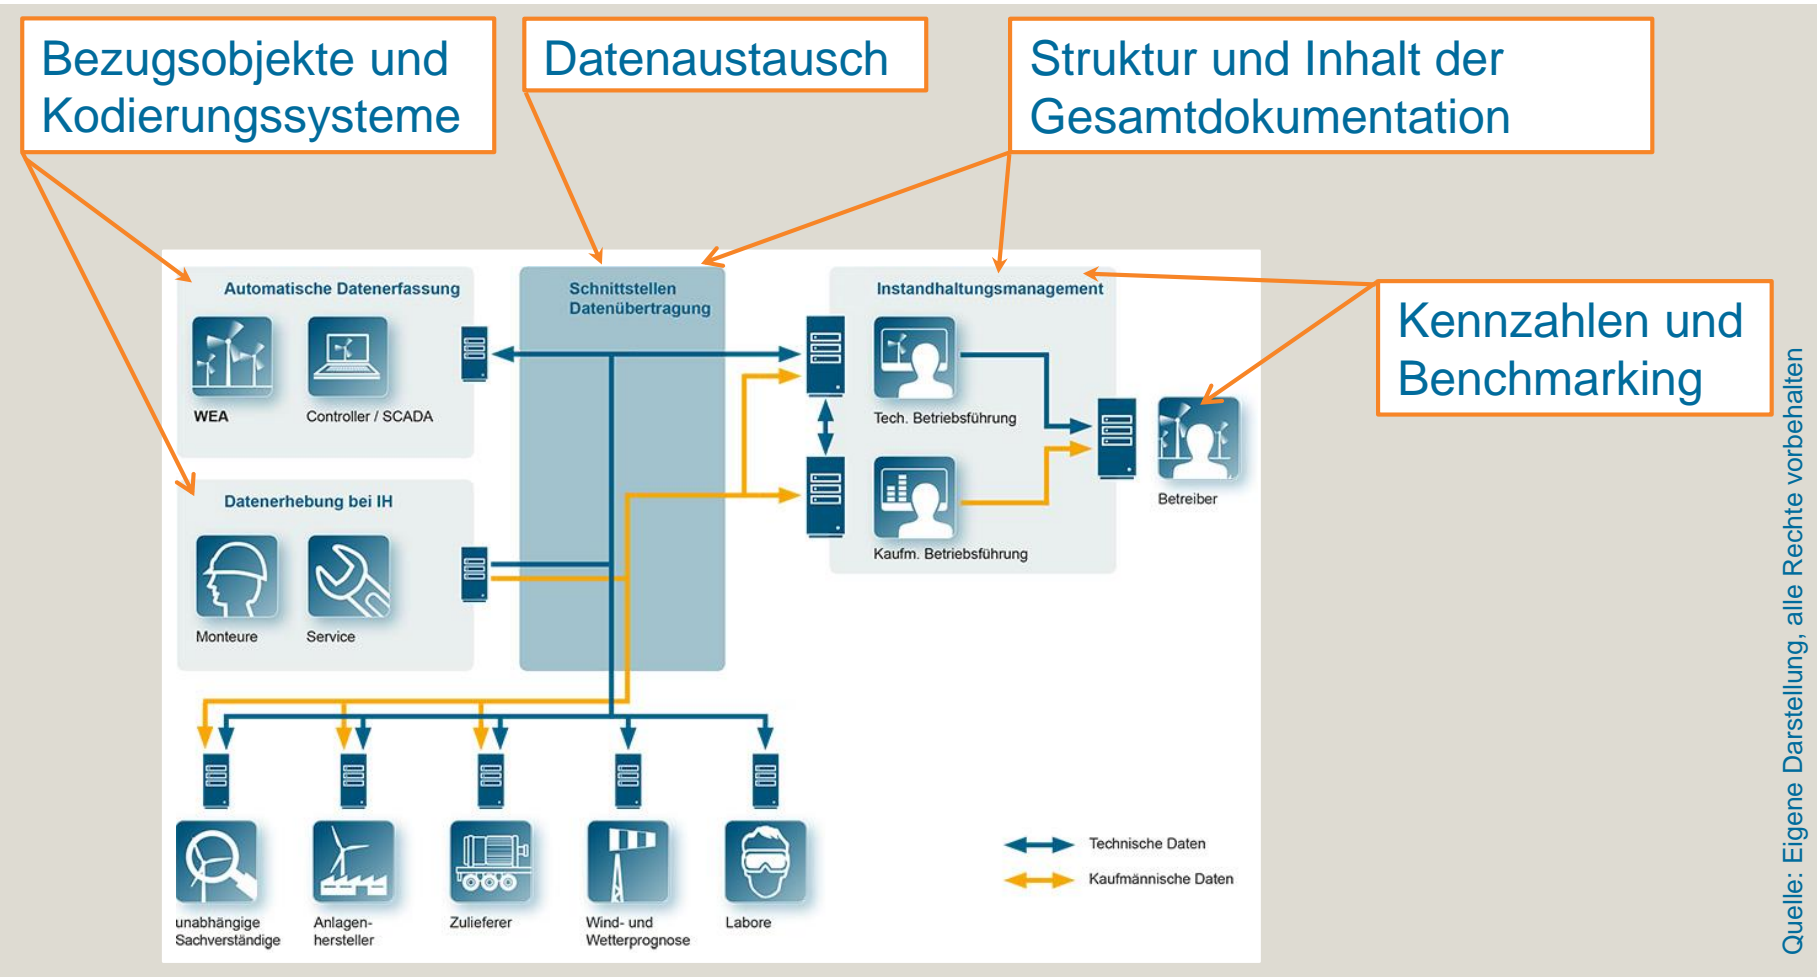 Bezugsobjekte und
Kodierungssysteme
Datenaustausch
Struktur und Inhalt der
Gesamtdokumentation
Kennzahlen und
Benchmarking
Automatische Datenerfassung
WEA
Controller / SCADA
Schnittstellen
Datenübertragung
Instandhaltungsmanagement
Tech. Betriebsführung
Kaufm. Betriebsführung
Betreiber
Datenerhebung bei IH
Monteure
Service
unabhängige
Sachverständige
Anlagen-
hersteller
Zulieferer
Wind- und
Wetterprognose
Labore
Technische Daten
Kaufmännische Daten
Quelle: Eigene Darstellung, alle Rechte vorbehalten